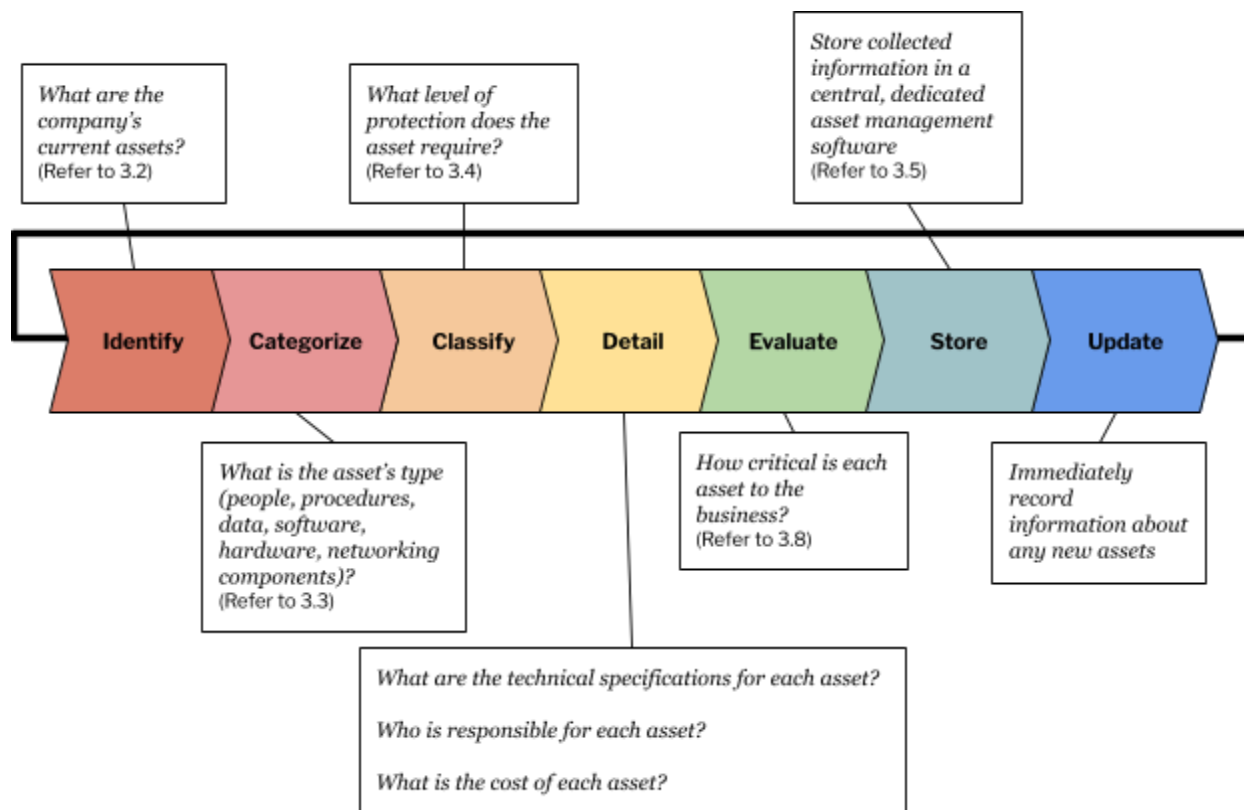 Store collected
information in a
central, dedicated
asset management
software
(Refer to 3.5)
What are the
company's
current assets?
(Refer to 3.2)
What level of
protection does the
asset require?
(Refer to 3.4)
Identify
Categorize
Classify
Detail
Evaluate
Store
Update
What is the asset's type
(people, procedures,
data, software,
hardware, networking
components)?
(Refer to 3.3)
How critical is each
asset to the
business?
(Refer to 3.8)
Immediately
record
information about
any new assets
What are the technical specifications for each asset?
Who is responsible for each asset?
What is the cost of each asset?